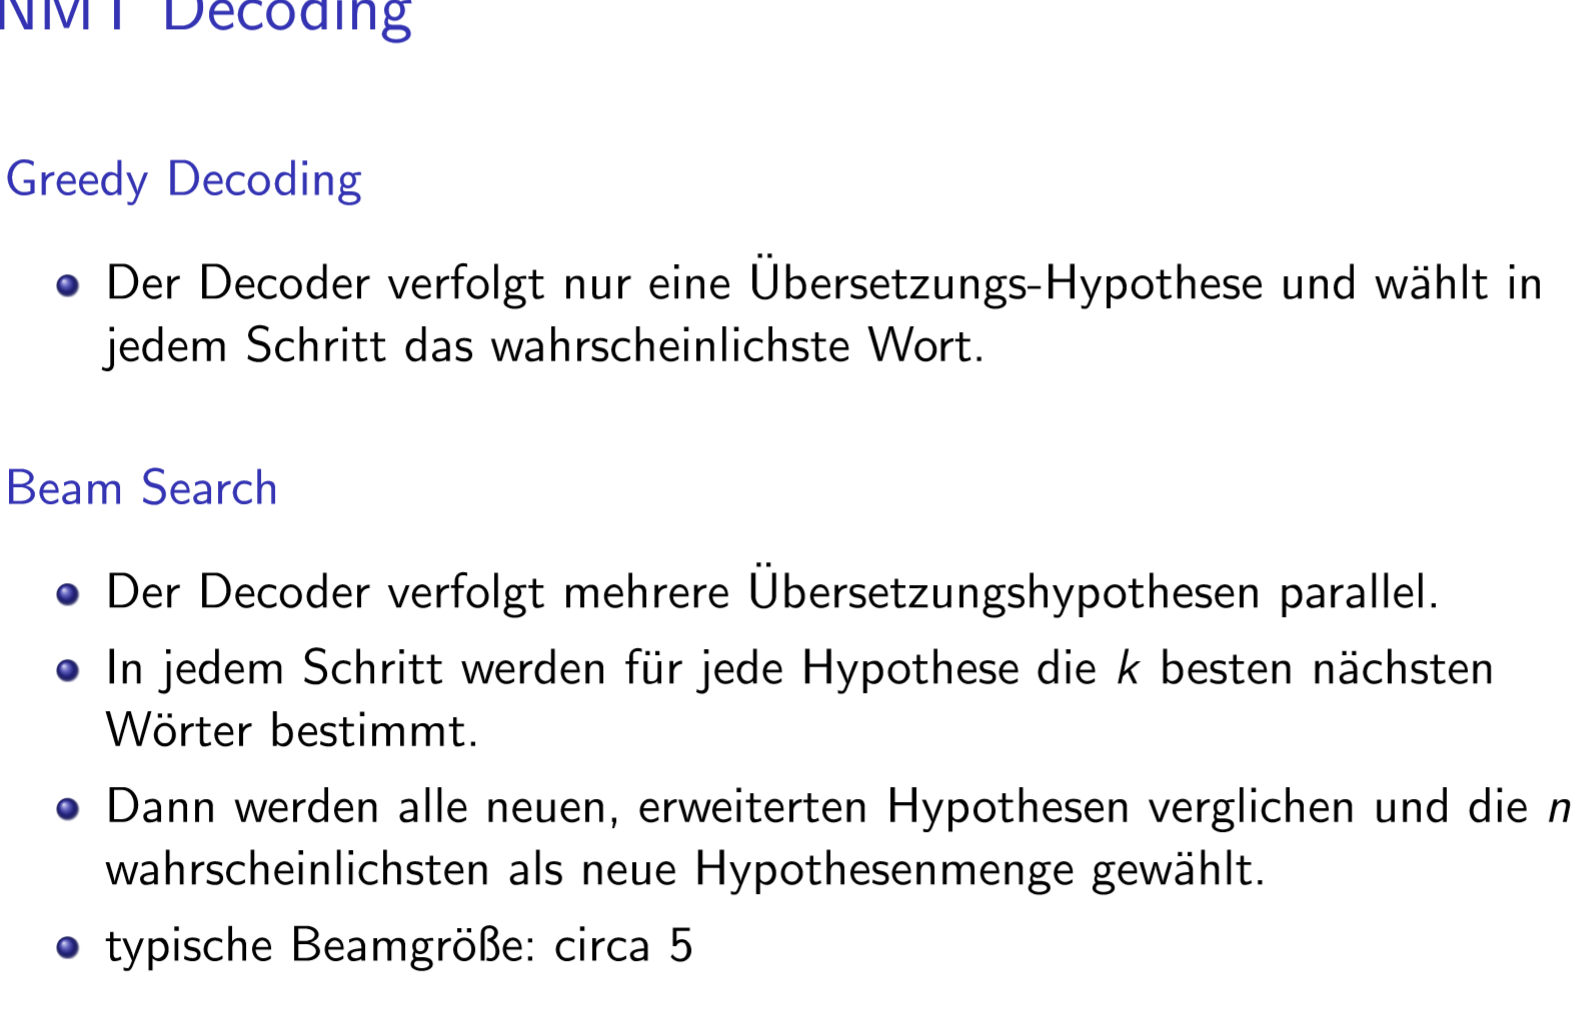 NMT Decoding
Greedy Decoding
Der Decoder verfolgt nur eine Übersetzungs-Hypothese und wählt in
jedem Schritt das wahrscheinlichste Wort.
Beam Search
Der Decoder verfolgt mehrere Übersetzungshypothesen parallel.
In jedem Schritt werden für jede Hypothese die k besten nächsten
Wörter bestimmt.
Dann werden alle neuen, erweiterten Hypothesen verglichen und die n
wahrscheinlichsten als neue Hypothesenmenge gewählt.
typische Beamgröße: circa 5